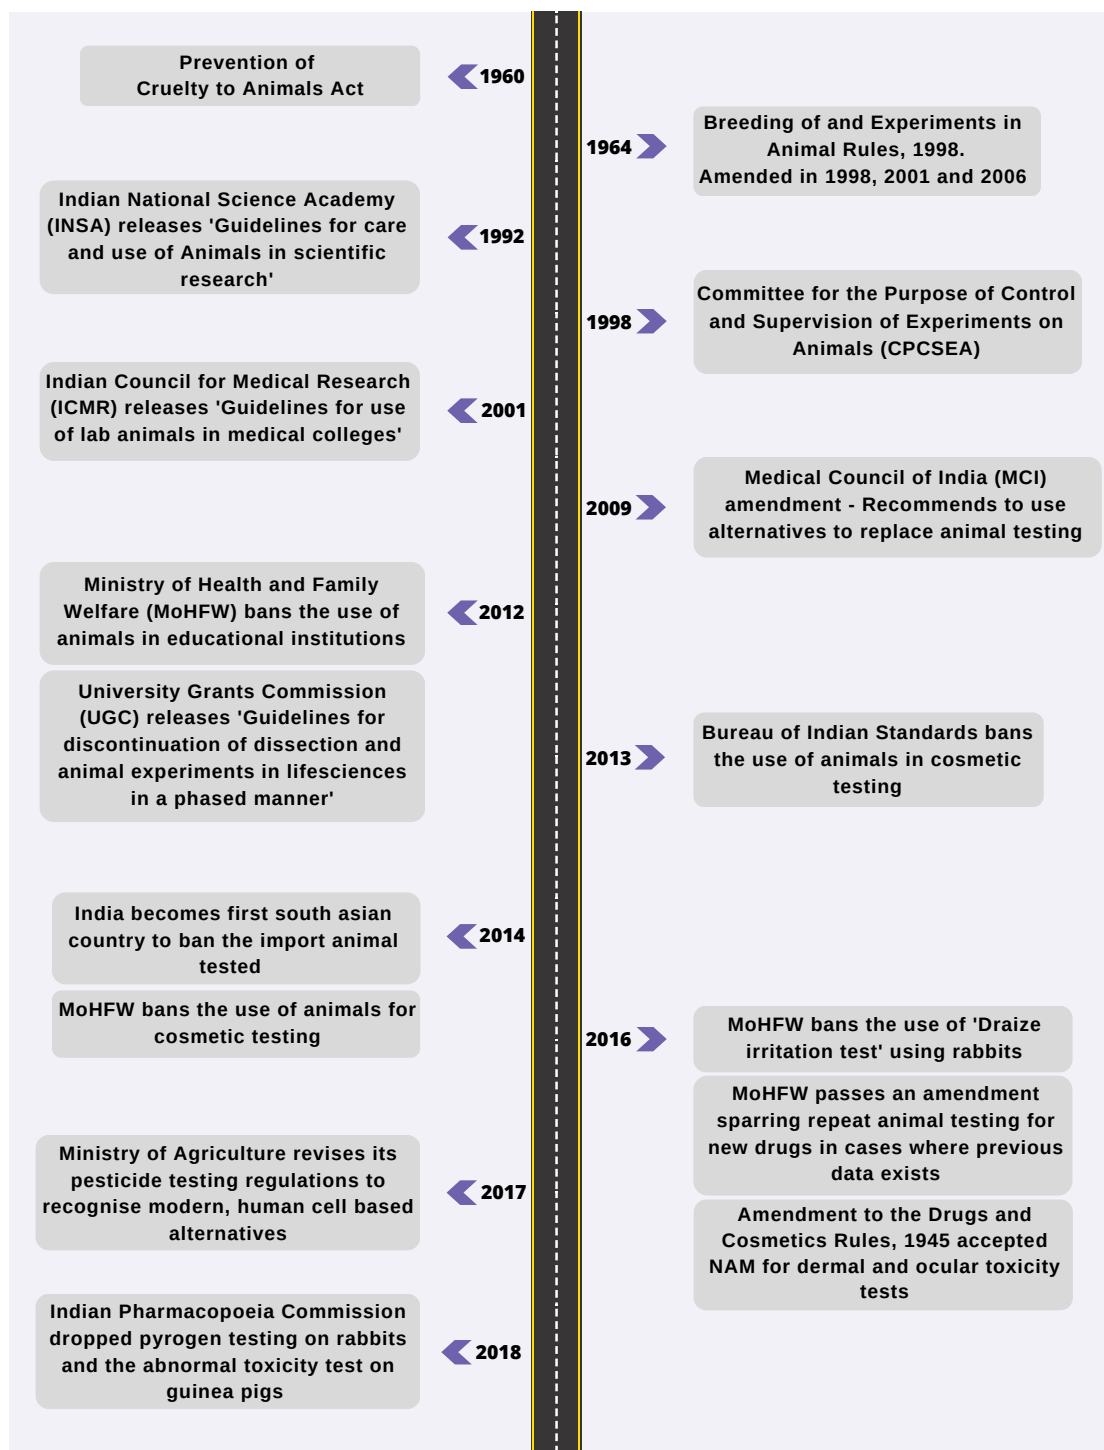 Prevention of
Cruelty to Animals Act
1960
1964
Breeding of and Experiments in
Animal Rules, 1998.
Amended in 1998, 2001 and 2006
Indian National Science Academy
(INSA) releases 'Guidelines for care
and use of Animals in scientific
research'
1992
1998
Committee for the Purpose of Control
and Supervision of Experiments on
Animals (CPCSEA)
Indian Council for Medical Research
(ICMR) releases 'Guidelines for use
of lab animals in medical colleges'
2001
2009
Medical Council of India (MCI)
amendment - Recommends to use
alternatives to replace animal testing
Ministry of Health and Family
Welfare (MoHFW) bans the use of
animals in educational institutions
2012
University Grants Commission
(UGC) releases 'Guidelines for
discontinuation of dissection and
animal experiments in lifesciences
in a phased manner'
2013
Bureau of Indian Standards bans
the use of animals in cosmetic
testing
India becomes first south asian
country to ban the import animal
tested
2014
MoHFW bans the use of animals for
cosmetic testing
2016
MoHFW bans the use of 'Draize
irritation test' using rabbits
MoHFW passes an amendment
sparring repeat animal testing for
new drugs in cases where previous
data exists
Amendment to the Drugs and
Cosmetics Rules, 1945 accepted
NAM for dermal and ocular toxicity
tests
Ministry of Agriculture revises its
pesticide testing regulations to
recognise modern, human cell based
alternatives
2017
Indian Pharmacopoeia Commission
dropped pyrogen testing on rabbits
and the abnormal toxicity test on
guinea pigs
2018